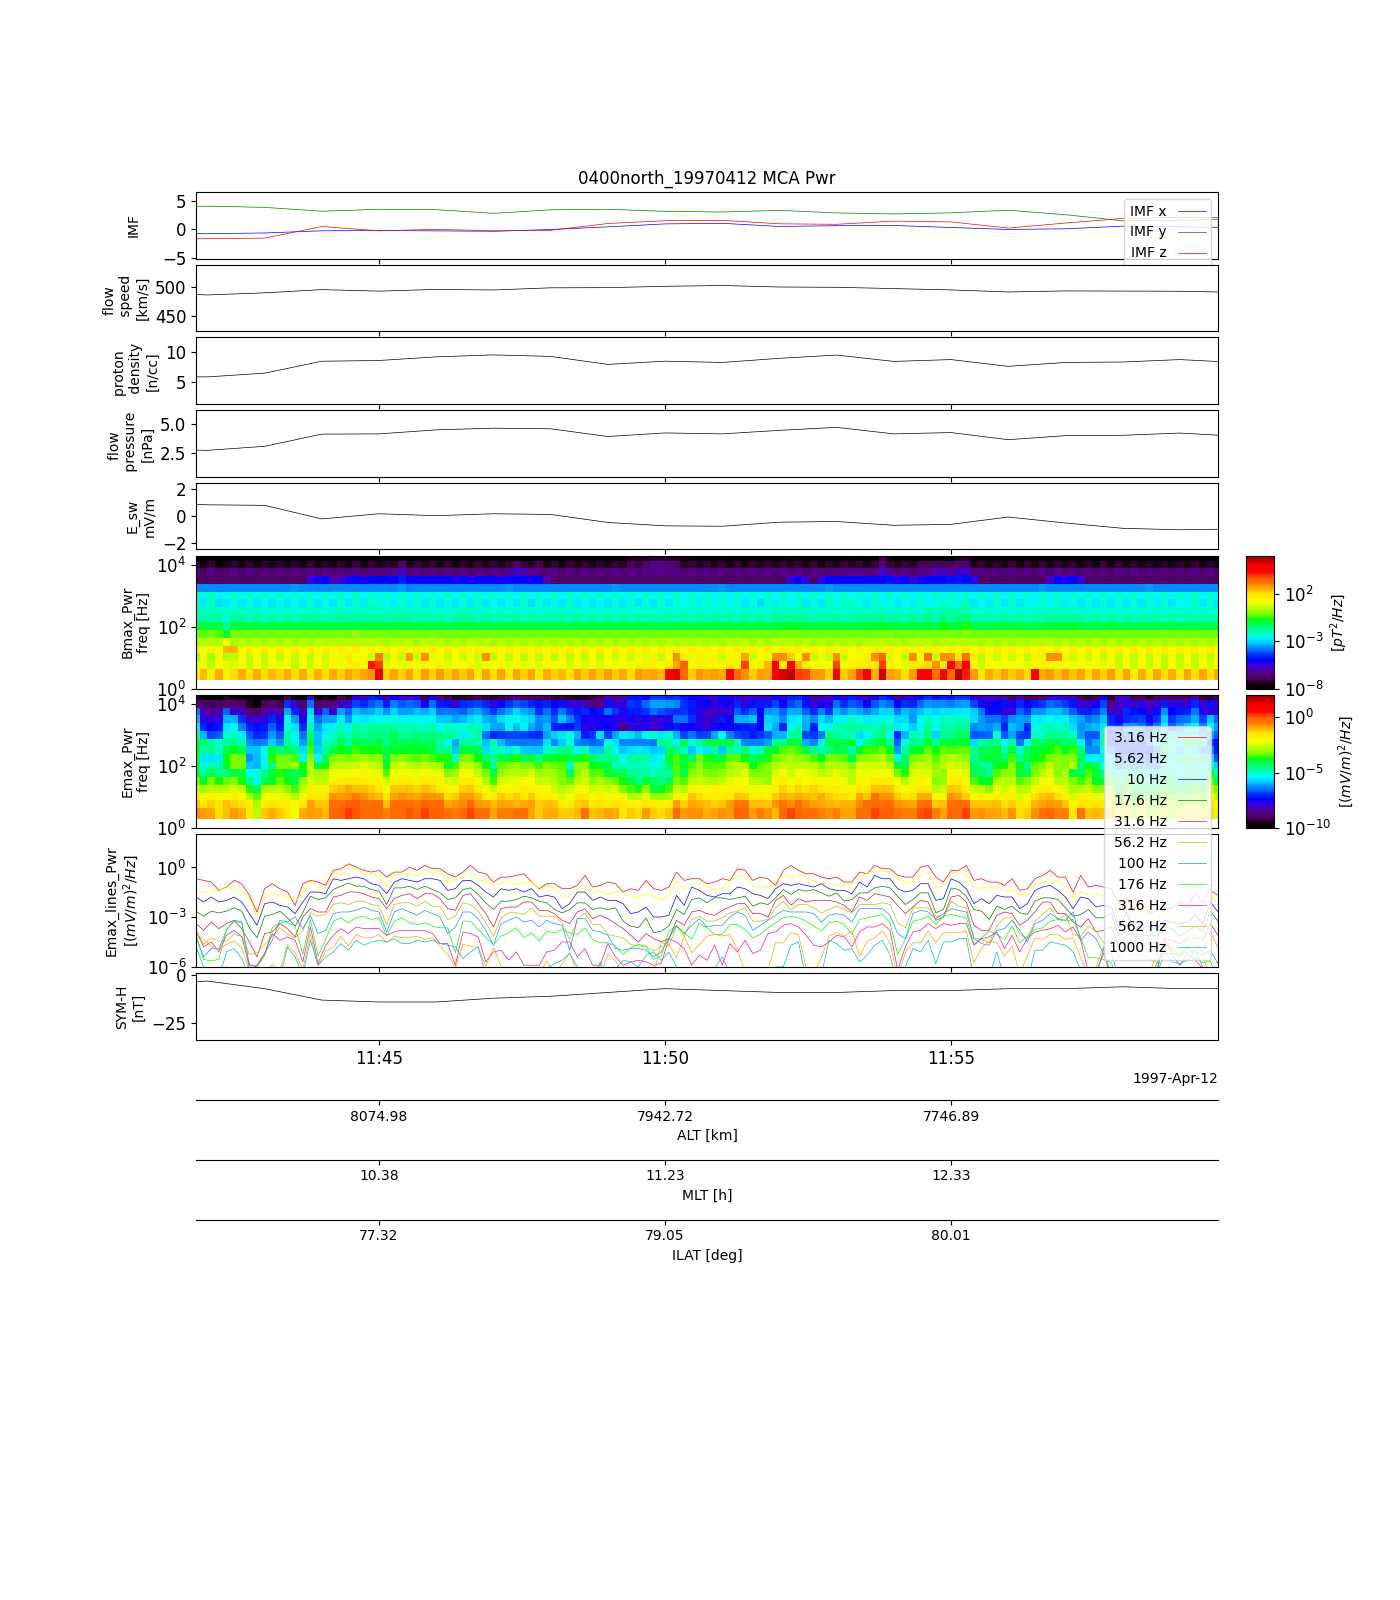 0400north_19970412 MCA Pwr
IMF
5
0
−5
IMF x
IMF y
IMF z
flow
speed
[km/s]
500
450
proton
density
[n/cc]
10
5
flow
pressure
[nPa]
5.0
2.5
E_sw
mV/m
2
0
−2
Bmax_Pwr
freq [Hz]
10^4
10^2
10^0
10^2
10^−3
10^−8
[pT^2/Hz]
Emax_Pwr
freq [Hz]
10^4
10^2
10^0
10^0
10^−5
10^−10
[(mV/m)^2/Hz]
3.16 Hz
5.62 Hz
10 Hz
17.6 Hz
31.6 Hz
56.2 Hz
100 Hz
176 Hz
316 Hz
562 Hz
1000 Hz
Emax_lines_Pwr
[(mV/m)^2/Hz]
10^0
10^−3
10^−6
SYM-H
[nT]
0
−25
11:45 11:50 11:55
1997-Apr-12
8074.98 7942.72 7746.89
ALT [km]
10.38 11.23 12.33
MLT [h]
77.32 79.05 80.01
ILAT [deg]